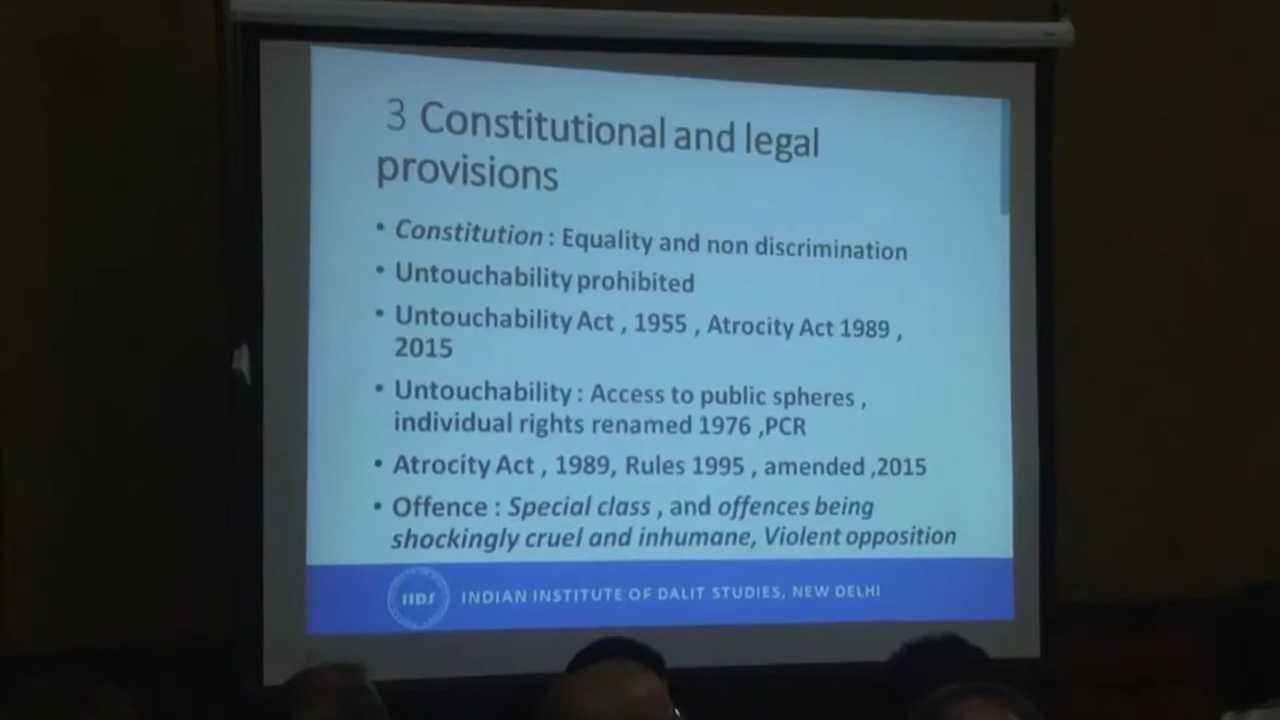 3 Constitutional and legal
provisions
• Constitution : Equality and non discrimination
• Untouchability prohibited
• Untouchability Act , 1955 , Atrocity Act 1989 ,
2015
• Untouchability : Access to public spheres ,
individual rights renamed 1976 ,PCR
• Atrocity Act , 1989, Rules 1995 , amended ,2015
• Offence : Special class , and offences being
shockingly cruel and inhumane, Violent opposition
IIDS INDIAN INSTITUTE OF DALIT STUDIES, NEW DELHI